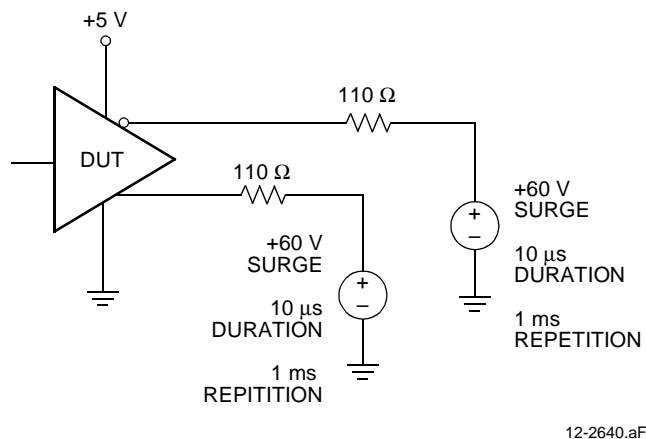 +5 V
110 Ω
DUT
110 Ω
+
–
+60 V
SURGE
10 μs
DURATION
1 ms
REPETITION
+60 V
SURGE
10 μs
DURATION
1 ms
REPITITION
+
–
12-2640.aF